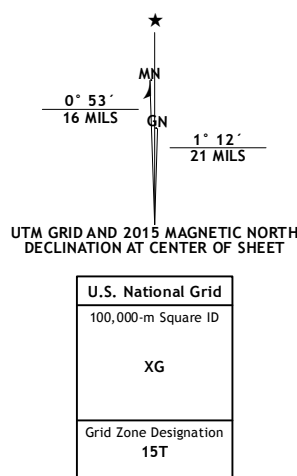 MN
0° 53´
16 MILS
GN
1° 12´
21 MILS
UTM GRID AND 2015 MAGNETIC NORTH
DECLINATION AT CENTER OF SHEET
U.S. National Grid
100,000-m Square ID
XG
Grid Zone Designation
15T